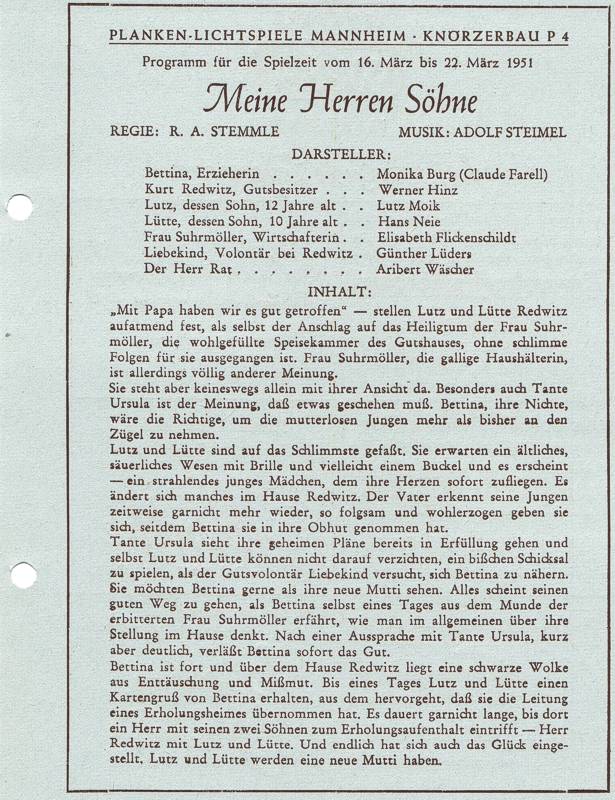 PLANKEN-LICHTSPIELE MANNHEIM · KNÖRZERBAU P 4
Programm für die Spielzeit vom 16. März bis 22. März 1951
Meine Herren Söhne
REGIE: R. A. STEMMLE MUSIK: ADOLF STEIMEL
DARSTELLER:
Bettina, Erzieherin . . . . . . Monika Burg (Claude Farell)
Kurt Redwitz, Gutsbesitzer . . . Werner Hinz
Lutz, dessen Sohn, 12 Jahre alt . . Lutz Moik
Lütte, dessen Sohn, 10 Jahre alt . . Hans Neie
Frau Suhrmöller, Wirtschafterin . . Elisabeth Flickenschildt
Liebekind, Volontär bei Redwitz . Günther Lüders
Der Herr Rat . . . . . . . . Aribert Wäscher
INHALT:
„Mit Papa haben wir es gut getroffen“ — stellen Lutz und Lütte Redwitz
aufatmend fest, als selbst der Anschlag auf das Heiligtum der Frau Suhr-
möller, die wohlgefüllte Speisekammer des Gutshauses, ohne schlimme
Folgen für sie ausgegangen ist. Frau Suhrmöller, die gallige Haushälterin,
ist allerdings völlig anderer Meinung.
Sie steht aber keineswegs allein mit ihrer Ansicht da. Besonders auch Tante
Ursula ist der Meinung, daß etwas geschehen muß. Bettina, ihre Nichte,
wäre die Richtige, um die mutterlosen Jungen mehr als bisher an den
Zügel zu nehmen.
Lutz und Lütte sind auf das Schlimmste gefaßt. Sie erwarten ein ältliches,
säuerliches Wesen mit Brille und vielleicht einem Buckel und es erscheint
— ein strahlendes junges Mädchen, dem ihre Herzen sofort zufliegen. Es
ändert sich manches im Hause Redwitz. Der Vater erkennt seine Jungen
zeitweise garnicht mehr wieder, so folgsam und wohlerzogen geben sie
sich, seitdem Bettina sie in ihre Obhut genommen hat.
Tante Ursula sieht ihre geheimen Pläne bereits in Erfüllung gehen und
selbst Lutz und Lütte können nicht darauf verzichten, ein bißchen Schicksal
zu spielen, als der Gutsvolontär Liebekind versucht, sich Bettina zu nähern.
Sie möchten Bettina gerne als ihre neue Mutti sehen. Alles scheint seinen
guten Weg zu gehen, als Bettina selbst eines Tages aus dem Munde der
erbitterten Frau Suhrmöller erfährt, wie man im allgemeinen über ihre
Stellung im Hause denkt. Nach einer Aussprache mit Tante Ursula, kurz
aber deutlich, verläßt Bettina sofort das Gut.
Bettina ist fort und über dem Hause Redwitz liegt eine schwarze Wolke
aus Enttäuschung und Mißmut. Bis eines Tages Lutz und Lütte einen
Kartengruß von Bettina erhalten, aus dem hervorgeht, daß sie die Leitung
eines Erholungsheimes übernommen hat. Es dauert garnicht lange, bis dort
ein Herr mit seinen zwei Söhnen zum Erholungsaufenthalt eintrifft — Herr
Redwitz mit Lutz und Lütte. Und endlich hat sich auch das Glück einge-
stellt. Lutz und Lütte werden eine neue Mutti haben.